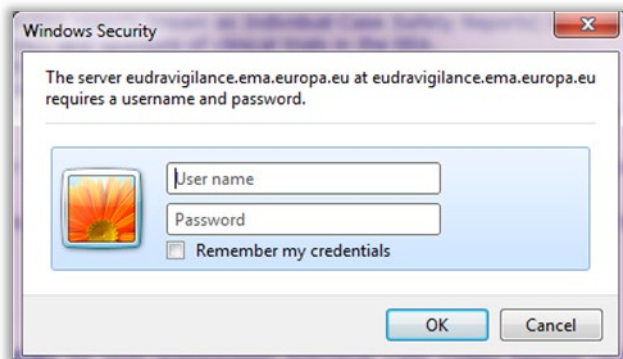 Windows Security
The server eudravigilance.ema.europa.eu at eudravigilance.ema.europa.eu
requires a username and password.
User name
Password
Remember my credentials
OK
Cancel